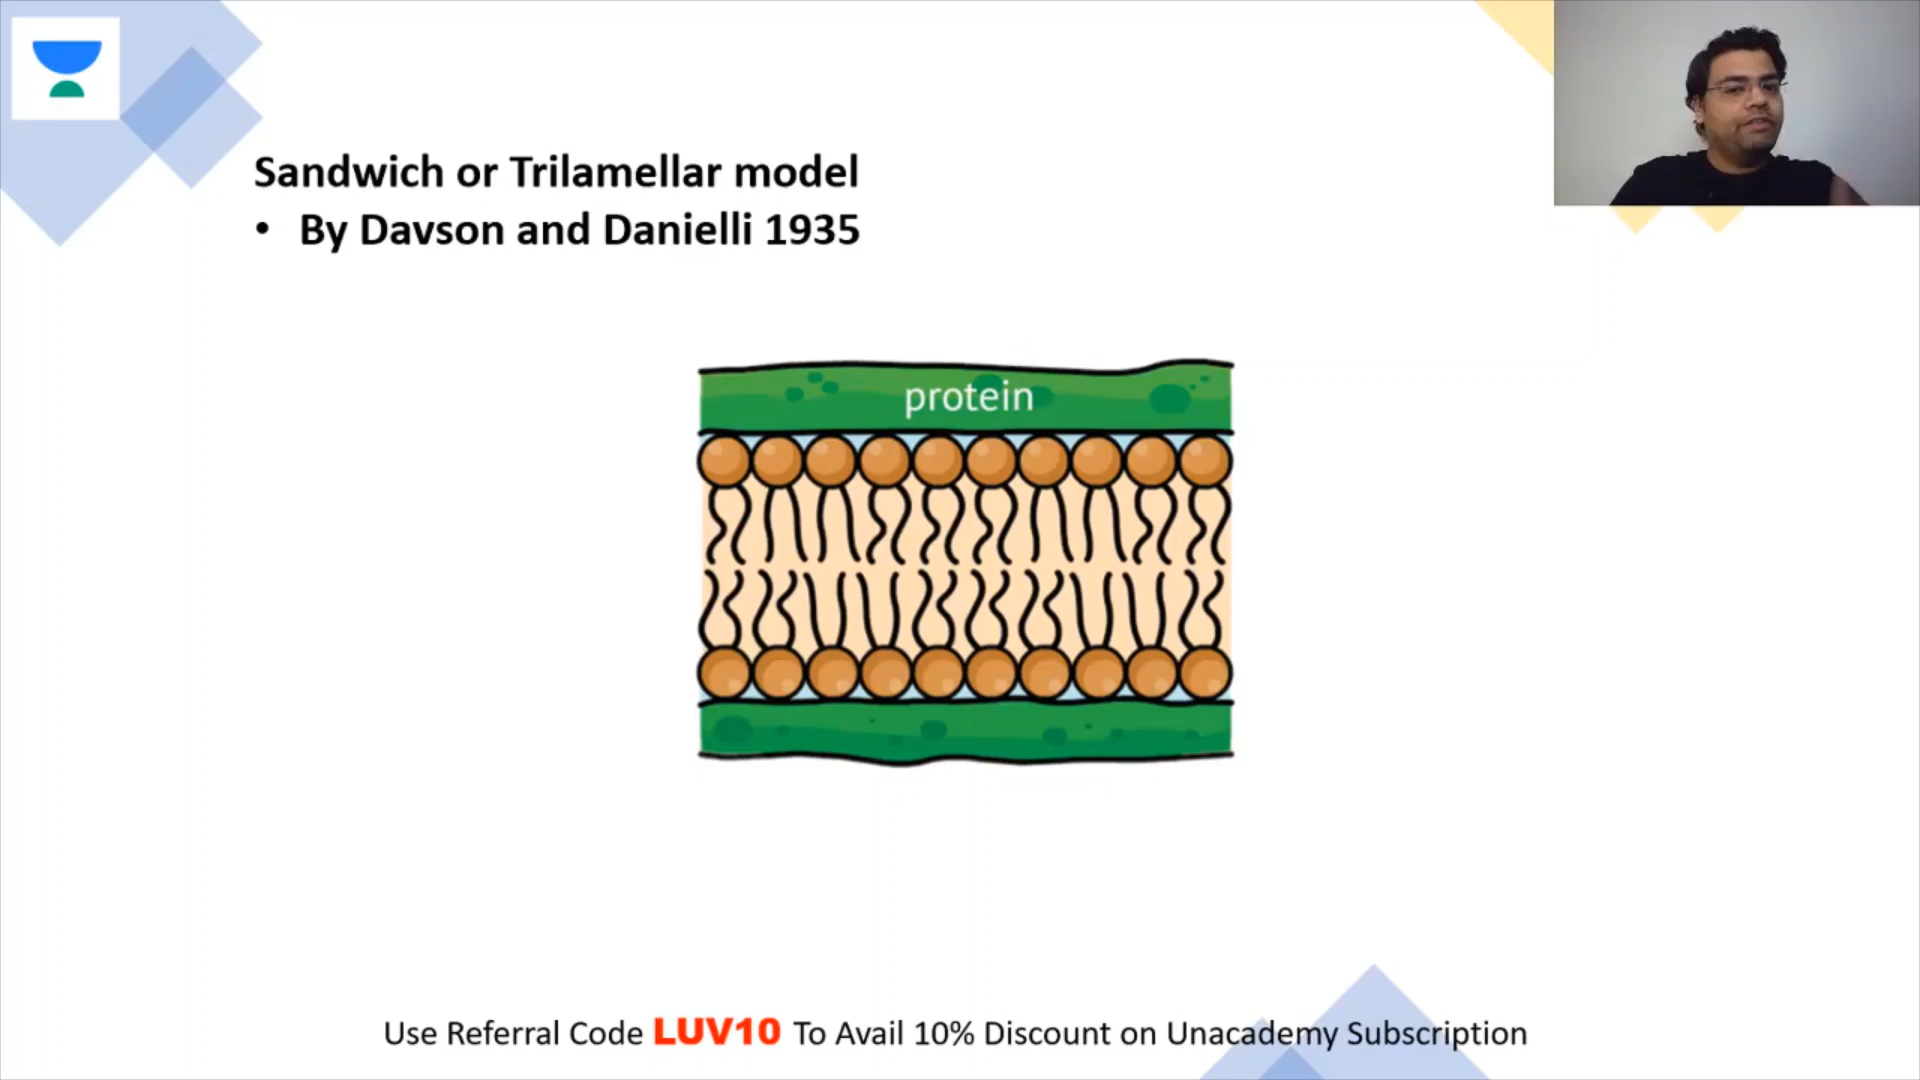 Sandwich or Trilamellar model
• By Davson and Danielli 1935
protein
Use Referral Code LUV10 To Avail 10% Discount on Unacademy Subscription